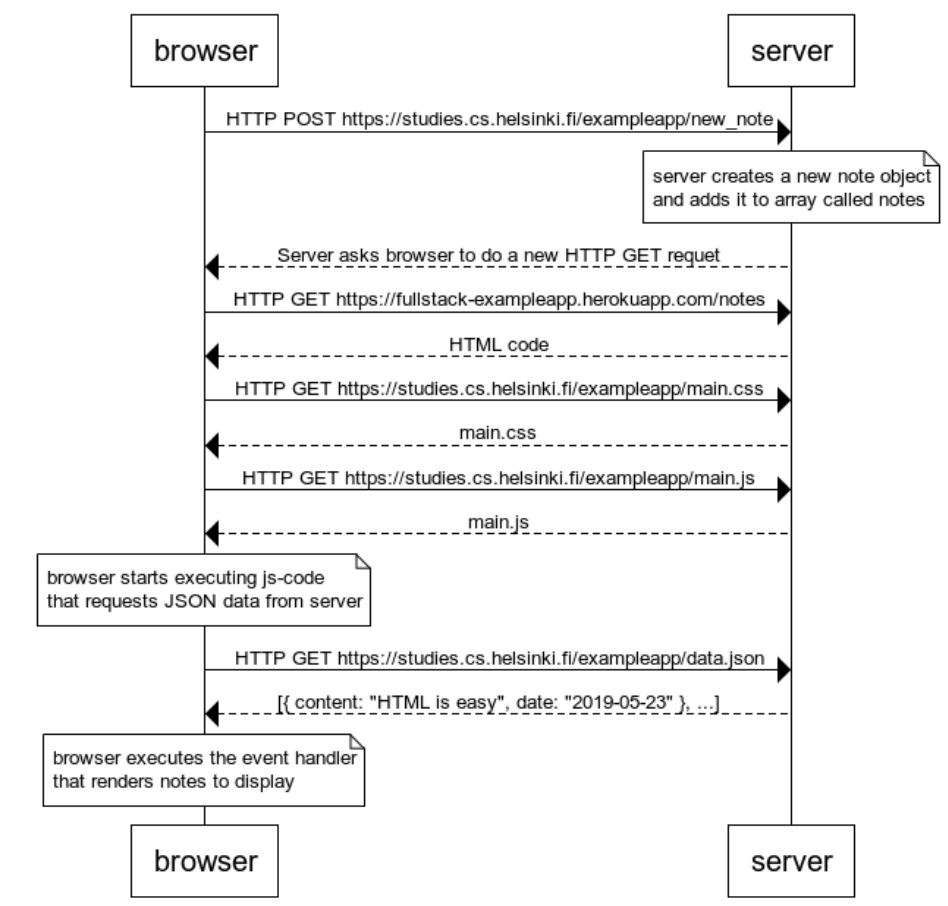 browser
server
HTTP POST https://studies.cs.helsinki.fi/exampleapp/new_note
server creates a new note object
and adds it to array called notes
Server asks browser to do a new HTTP GET requet
HTTP GET https://fullstack-exampleapp.herokuapp.com/notes
HTML code
HTTP GET https://studies.cs.helsinki.fi/exampleapp/main.css
main.css
HTTP GET https://studies.cs.helsinki.fi/exampleapp/main.js
main.js
browser starts executing js-code
that requests JSON data from server
HTTP GET https://studies.cs.helsinki.fi/exampleapp/data.json
[{ content: "HTML is easy", date: "2019-05-23" }, ...]
browser executes the event handler
that renders notes to display
browser
server